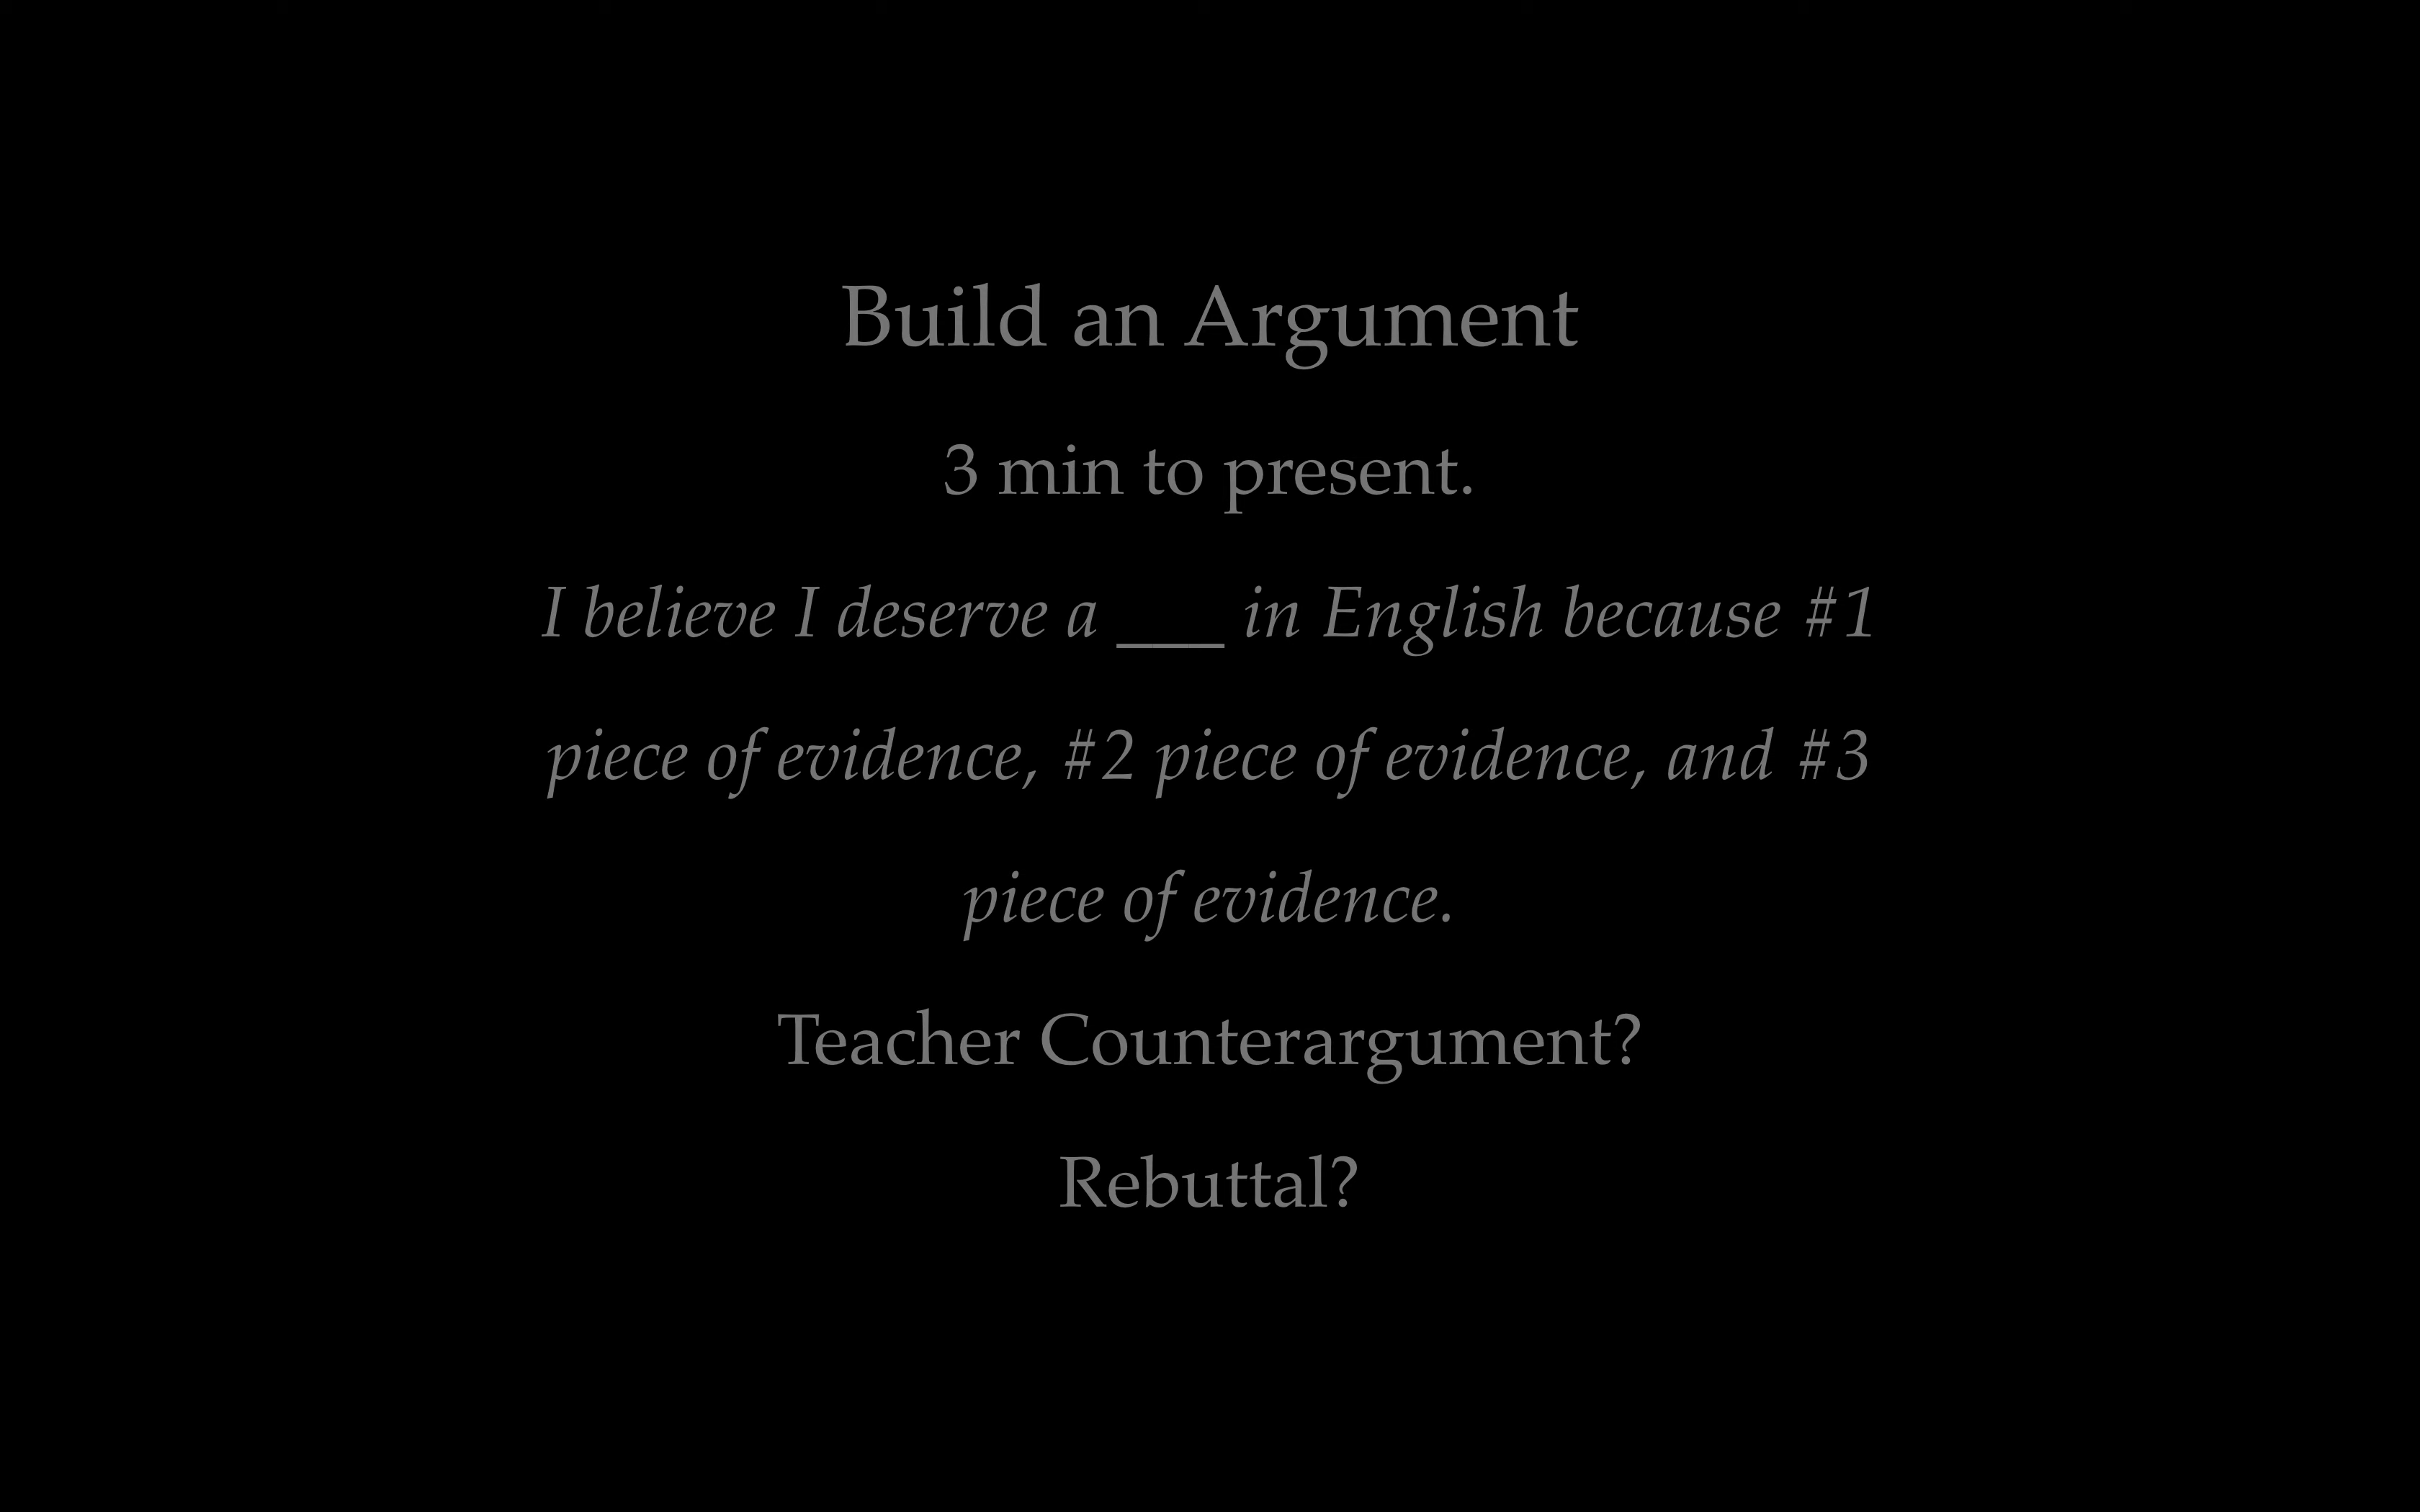 Build an Argument
3 min to present.
I believe I deserve a ___ in English because #1
piece of evidence, #2 piece of evidence, and #3
piece of evidence.
Teacher Counterargument?
Rebuttal?